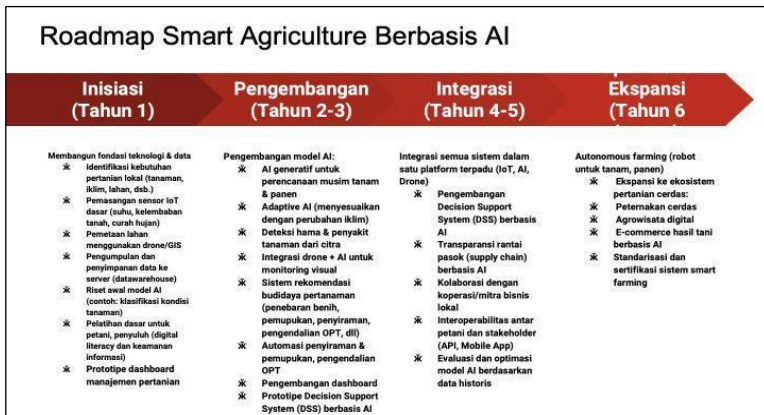 Roadmap Smart Agriculture Berbasis AI
Inisiasi
(Tahun 1)
Pengembangan
(Tahun 2-3)
Integrasi
(Tahun 4-5)
Ekspansi
(Tahun 6
Membangun fondasi teknologi & data
Identifikasi kebutuhan
pertanian lokal (tanaman,
iklim, lahan, dsb.)
Pemasangan sensor IoT
dasar (suhu, kelembaban
tanah, curah hujan)
Pemetaan lahan
menggunakan drone/GIS
Pengumpulan dan
penyimpanan data ke
server (datawarehouse)
Riset awal model AI
(contoh: klasifikasi kondisi
tanaman)
Pelatihan dasar untuk
petani, penyuluh (digital
literacy dan keamanan
informasi)
Prototipe dashboard
manajemen pertanian
Pengembangan model AI:
AI generatif untuk
perencanaan musim tanam
& panen
Adaptive AI (menyesuaikan
dengan perubahan iklim)
Deteksi hama & penyakit
tanaman dari citra
Integrasi drone + AI untuk
monitoring visual
Sistem rekomendasi
budidaya pertanaman
(penebaran benih,
pemupukan, penyiraman,
pengendalian OPT, dll)
Automasi penyiraman &
pemupukan, pengendalian
OPT
Pengembangan dashboard
Prototipe Decision Support
System (DSS) berbasis AI
Integrasi semua sistem dalam
satu platform terpadu (IoT, AI,
Drone)
Pengembangan
Decision Support
System (DSS) berbasis
AI
Transparansi rantai
pasok (supply chain)
berbasis AI
Kolaborasi dengan
koperasi/mitra bisnis
lokal
Interoperabilitas antar
petani dan stakeholder
(API, Mobile App)
Evaluasi dan optimasi
model AI berdasarkan
data historis
Autonomous farming (robot
untuk tanam, panen)
Ekspansi ke ekosistem
pertanian cerdas:
Peternakan cerdas
Agrowisata digital
E-commerce hasil tani
berbasis AI
Standarisasi dan
sertifikasi sistem smart
farming